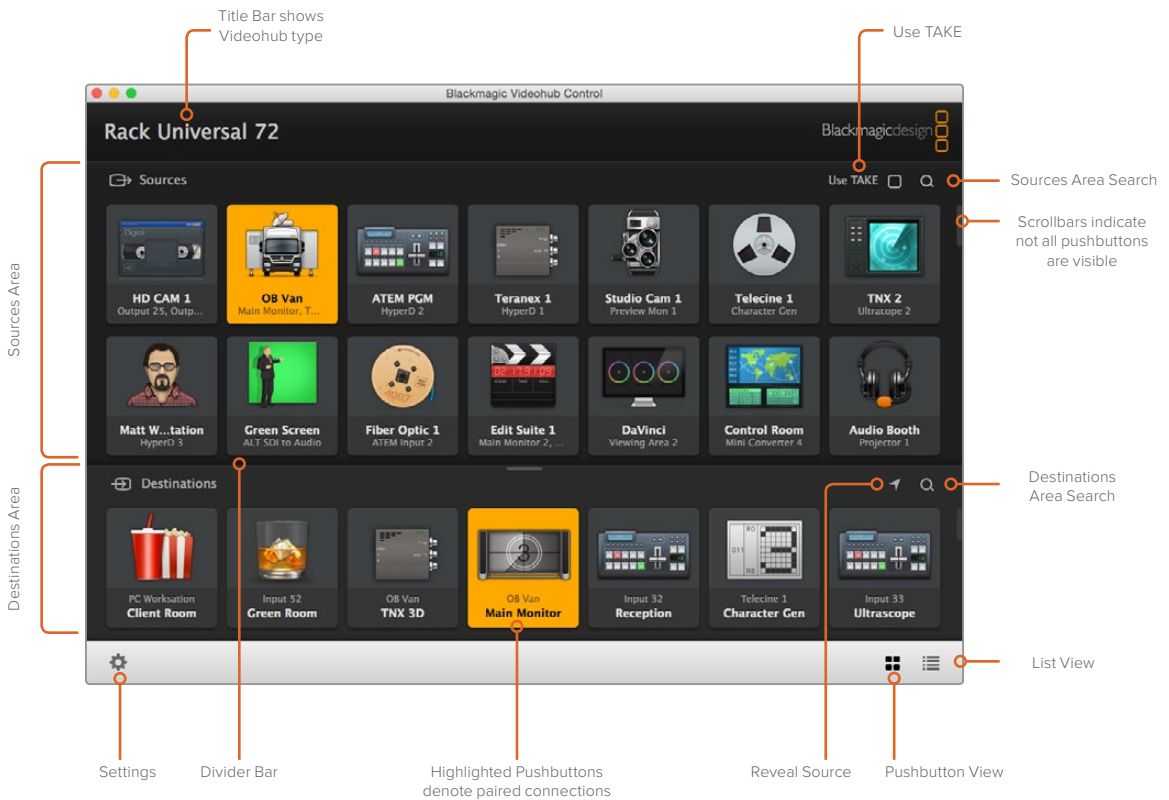 Title Bar shows
Videohub type
Use TAKE
Blackmagic Videohub Control
Rack Universal 72
Blackmagicdesign
Sources
Use TAKE
Sources Area Search
Scrollbars indicate
not all pushbuttons
are visible
Sources Area
Digital
HD CAM 1
Output 25, Outp...
OB Van
Main Monitor, T...
ATEM PGM
HyperD 2
Teranex 1
HyperD 1
Studio Cam 1
Preview Mon 1
Telecine 1
Character Gen
TNX 2
Ultrascope 2
Matt W...tation
HyperD 3
Green Screen
ALT SDI to Audio
4Q07
Fiber Optic 1
ATEM Input 2
Edit Suite 1
Main Monitor 2, ...
DaVinci
Viewing Area 2
Control Room
Mini Converter 4
Audio Booth
Projector 1
Destinations
Destinations
Area Search
Destinations Area
PC Worksation
Client Room
Input 52
Green Room
OB Van
TNX 3D
3
OB Van
Main Monitor
Input 32
Reception
R0
011
R8
Telecine 1
Character Gen
Input 33
Ultrascope
List View
Settings
Divider Bar
Highlighted Pushbuttons
denote paired connections
Reveal Source
Pushbutton View